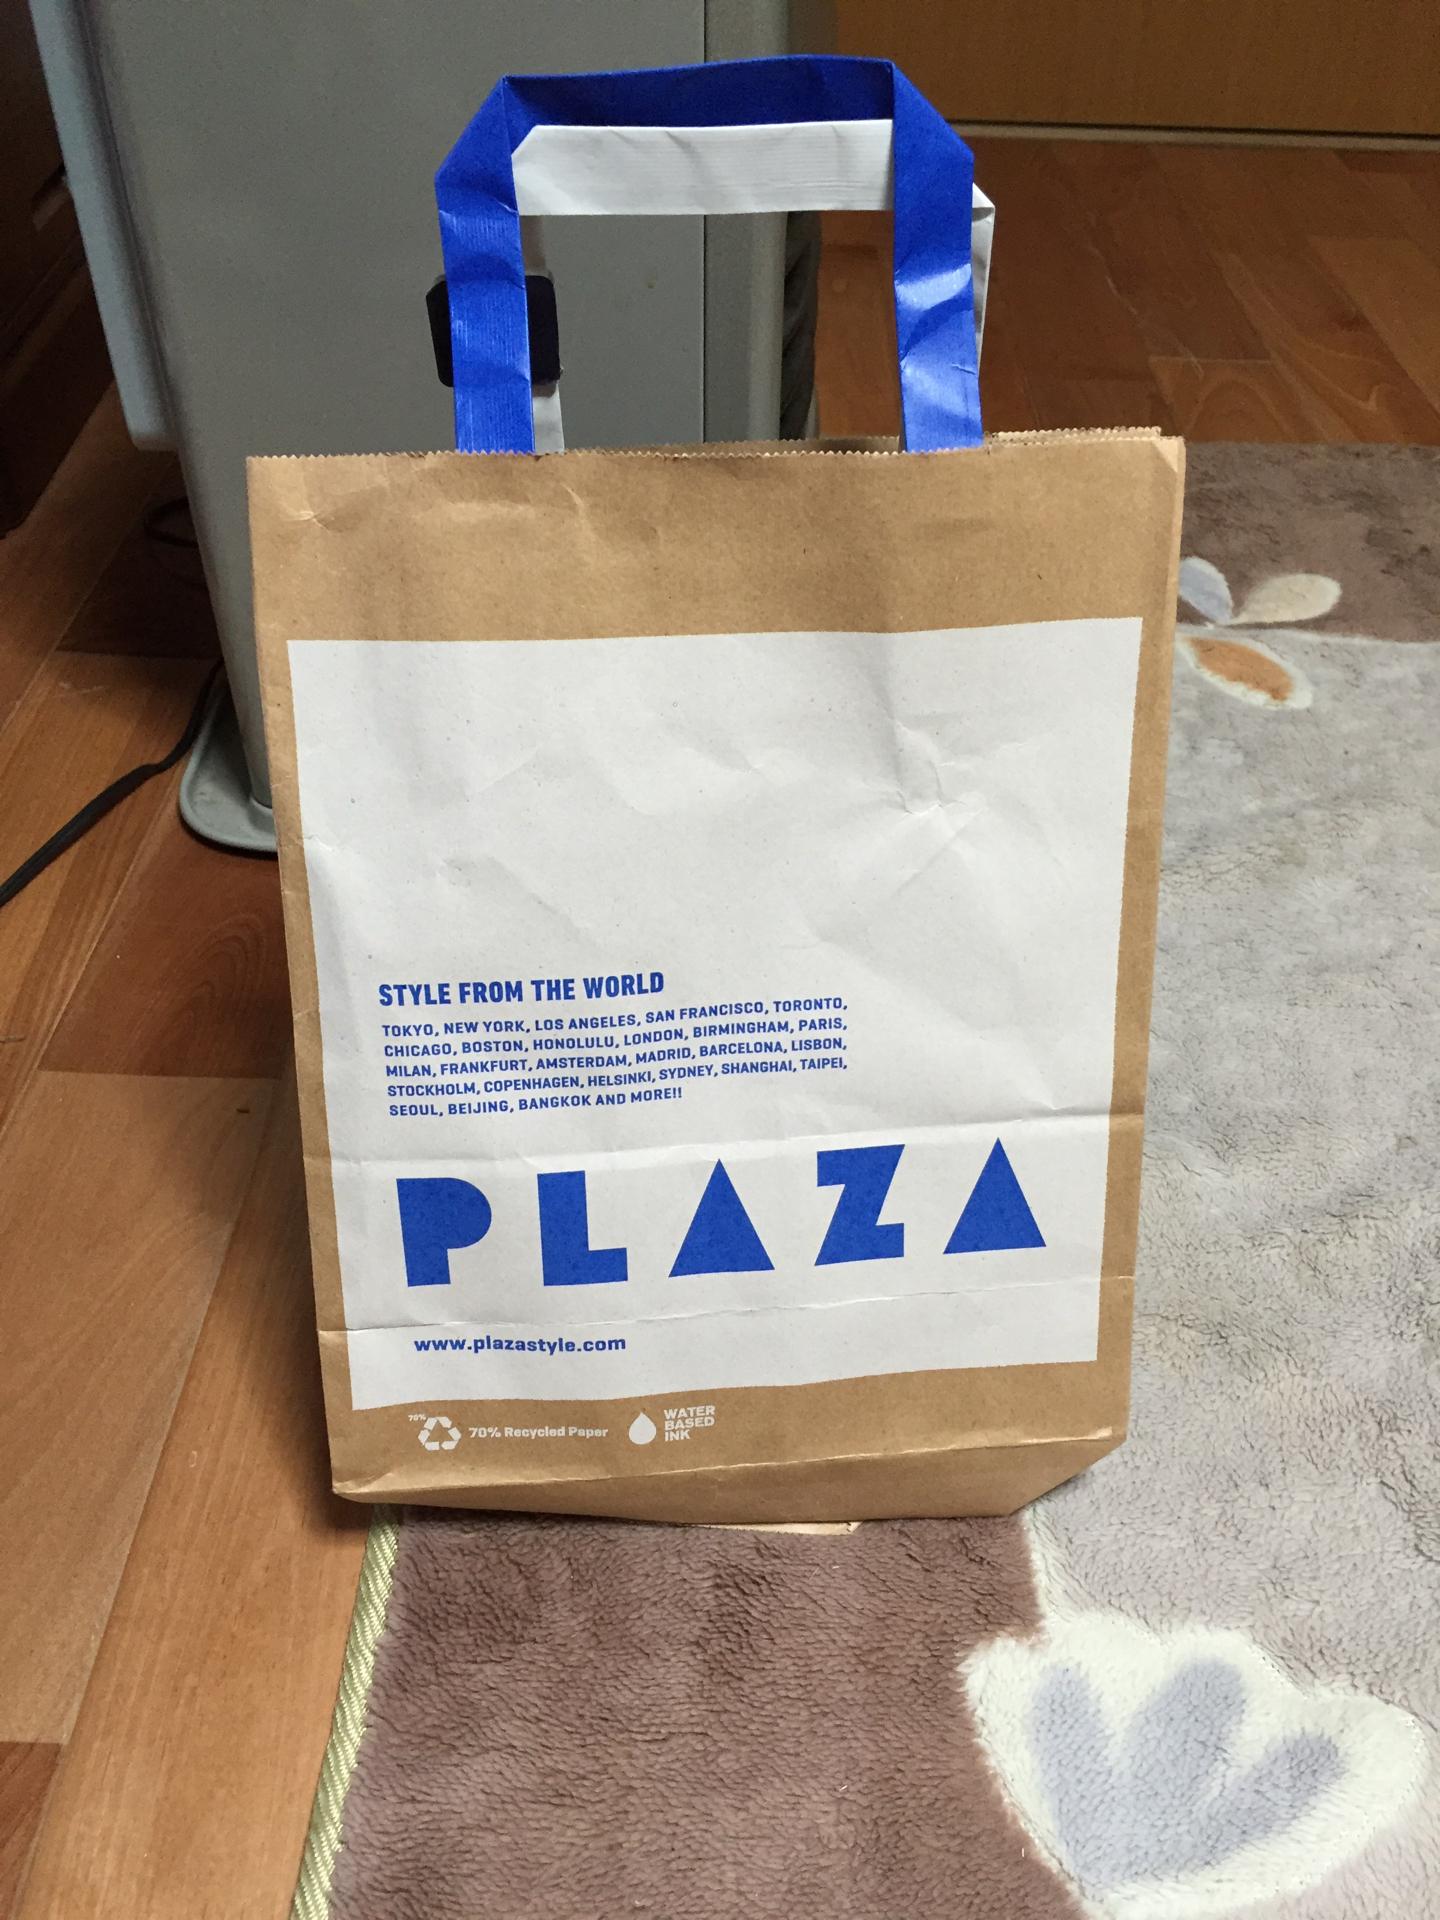 STYLE FROM THE WORLD
TOKYO, NEW YORK, LOS ANGELES, SAN FRANCISCO, TORONTO,
CHICAGO, BOSTON, HONOLULU, LONDON, BIRMINGHAM, PARIS,
MILAN, FRANKFURT, AMSTERDAM, MADRID, BARCELONA, LISBON,
STOCKHOLM, COPENHAGEN, HELSINKI, SYDNEY, SHANGHAI, TAIPEI,
SEOUL, BEIJING, BANGKOK AND MORE!!
PLAZA
www.plazastyle.com
70%
70% Recycled Paper
WATER
BASED
INK